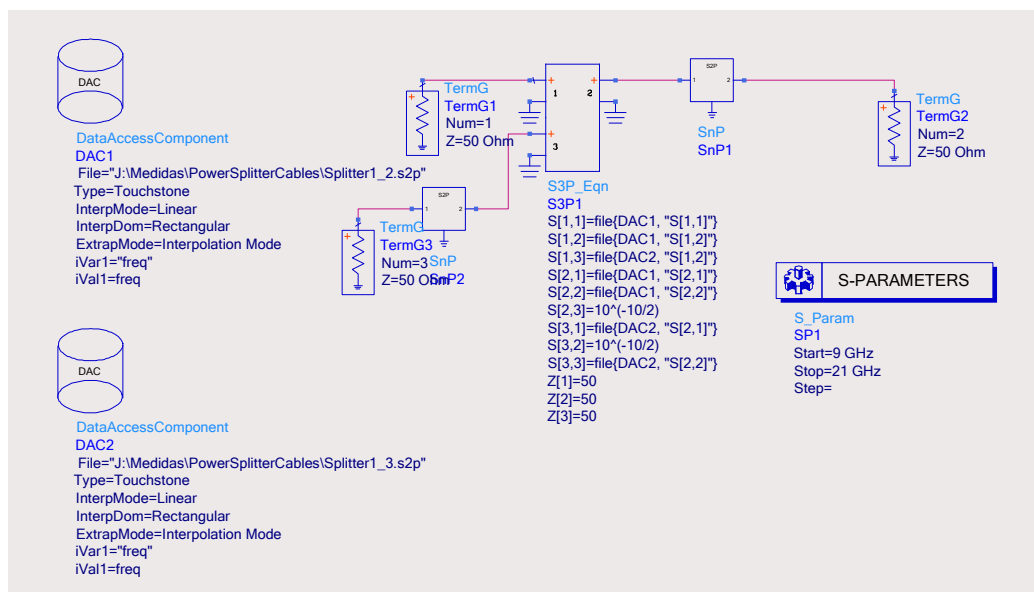 DAC
DataAccessComponent
DAC1
File="J:\Medidas\PowerSplitterCables\Splitter1_2.s2p"
Type=Touchstone
InterpMode=Linear
InterpDom=Rectangular
ExtrapMode=Interpolation Mode
iVar1="freq"
iVal1=freq
DAC
DataAccessComponent
DAC2
File="J:\Medidas\PowerSplitterCables\Splitter1_3.s2p"
Type=Touchstone
InterpMode=Linear
InterpDom=Rectangular
ExtrapMode=Interpolation Mode
iVar1="freq"
iVal1=freq
+
TermG
TermG1
Num=1
Z=50 Ohm
S2P
1
2
+
TermG
TermG3
Num=3
Z=50 Ohm
SnP
SnP2
+
+
1
2
+
3
S3P_Eqn
S3P1
S[1,1]=file{DAC1, "S[1,1]"}
S[1,2]=file{DAC1, "S[1,2]"}
S[1,3]=file{DAC2, "S[1,2]"}
S[2,1]=file{DAC1, "S[2,1]"}
S[2,2]=file{DAC1, "S[2,2]"}
S[2,3]=10^(-10/2)
S[3,1]=file{DAC2, "S[2,1]"}
S[3,2]=10^(-10/2)
S[3,3]=file{DAC2, "S[2,2]"}
Z[1]=50
Z[2]=50
Z[3]=50
S2P
1
2
SnP
SnP1
+
TermG
TermG2
Num=2
Z=50 Ohm
S-PARAMETERS
S_Param
SP1
Start=9 GHz
Stop=21 GHz
Step=